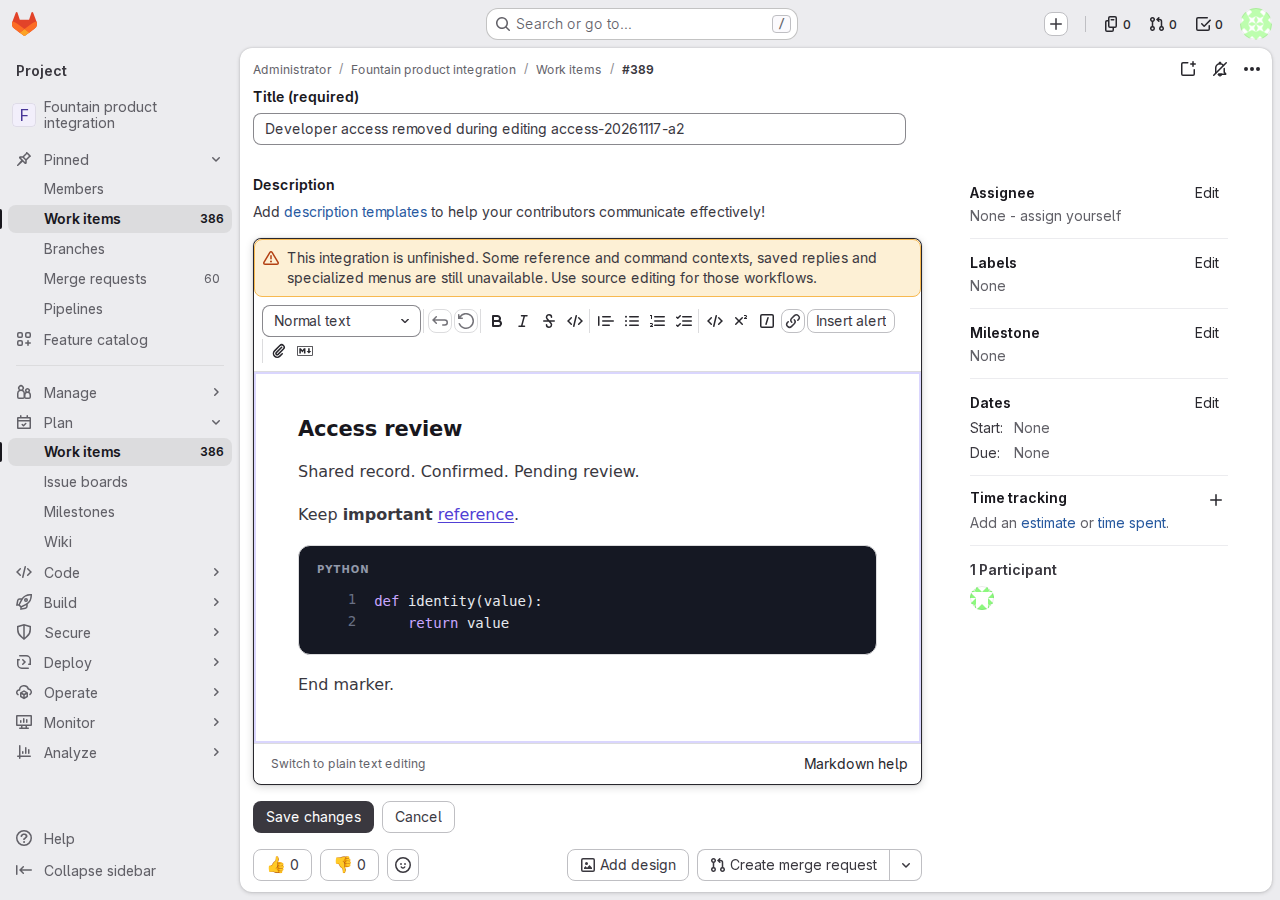 Search or go to...
/
0
0
0
Project
F
Fountain product integration
Pinned
Members
Work items 386
Branches
Merge requests 60
Pipelines
Feature catalog
Manage
Plan
Work items 386
Issue boards
Milestones
Wiki
Code
Build
Secure
Deploy
Operate
Monitor
Analyze
Help
Collapse sidebar
Administrator / Fountain product integration / Work items / #389
Title (required)
Developer access removed during editing access-20261117-a2
Description
Add description templates to help your contributors communicate effectively!
This integration is unfinished. Some reference and command contexts, saved replies and
specialized menus are still unavailable. Use source editing for those workflows.
Normal text
Insert alert
Access review
Shared record. Confirmed. Pending review.
Keep important reference.
PYTHON
1 def identity(value):
2     return value
End marker.
Switch to plain text editing
Markdown help
Save changes
Cancel
👍 0
👎 0
Add design
Create merge request
Assignee
Edit
None - assign yourself
Labels
Edit
None
Milestone
Edit
None
Dates
Edit
Start: None
Due: None
Time tracking
Add an estimate or time spent.
1 Participant